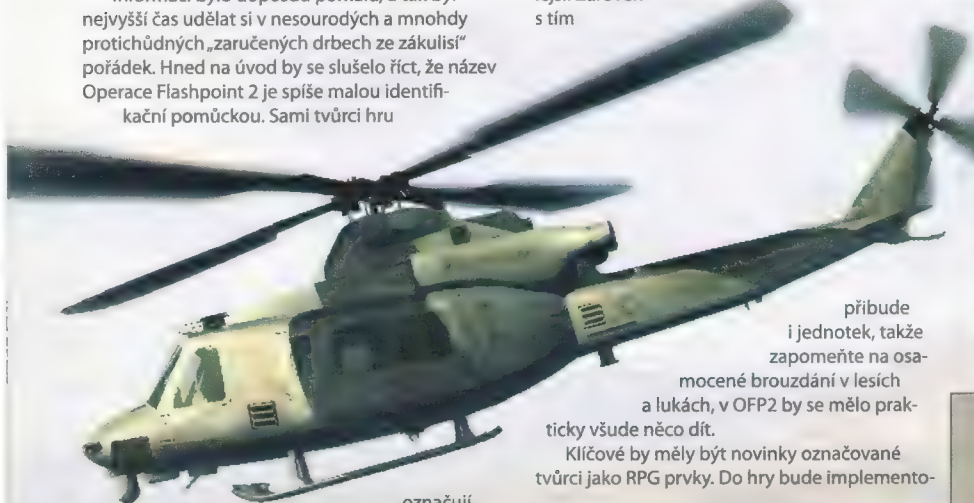 nejvyšší čas udělat si v nesourodých a mnohdy
protichůdných „zaručených drbech ze zákulisí“
pořádek. Hned na úvod by se slušelo říct, že název
Operace Flashpoint 2 je spíše malou identifi-
kační pomůckou. Sami tvůrci hru
označují
s tím
přibude
i jednotek, takže
zapomeňte na osa-
mocené brouzdání v lesích
a lukách, v OFP2 by se mělo prak-
ticky všude něco dít.
Klíčové by měly být novinky označované
tvůrci jako RPG prvky. Do hry bude implemento-